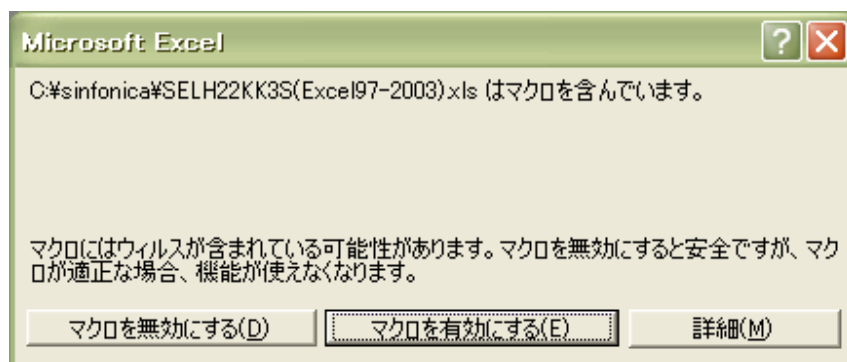 Microsoft Excel
C:¥sinfonica¥SELH22KK3S(Excel97-2003).xls はマクロを含んでいます。
マクロにはウィルスが含まれている可能性があります。マクロを無効にすると安全ですが、マク
ロが適正な場合、機能が使えなくなります。
マクロを無効にする(D) マクロを有効にする(E) 詳細(M)